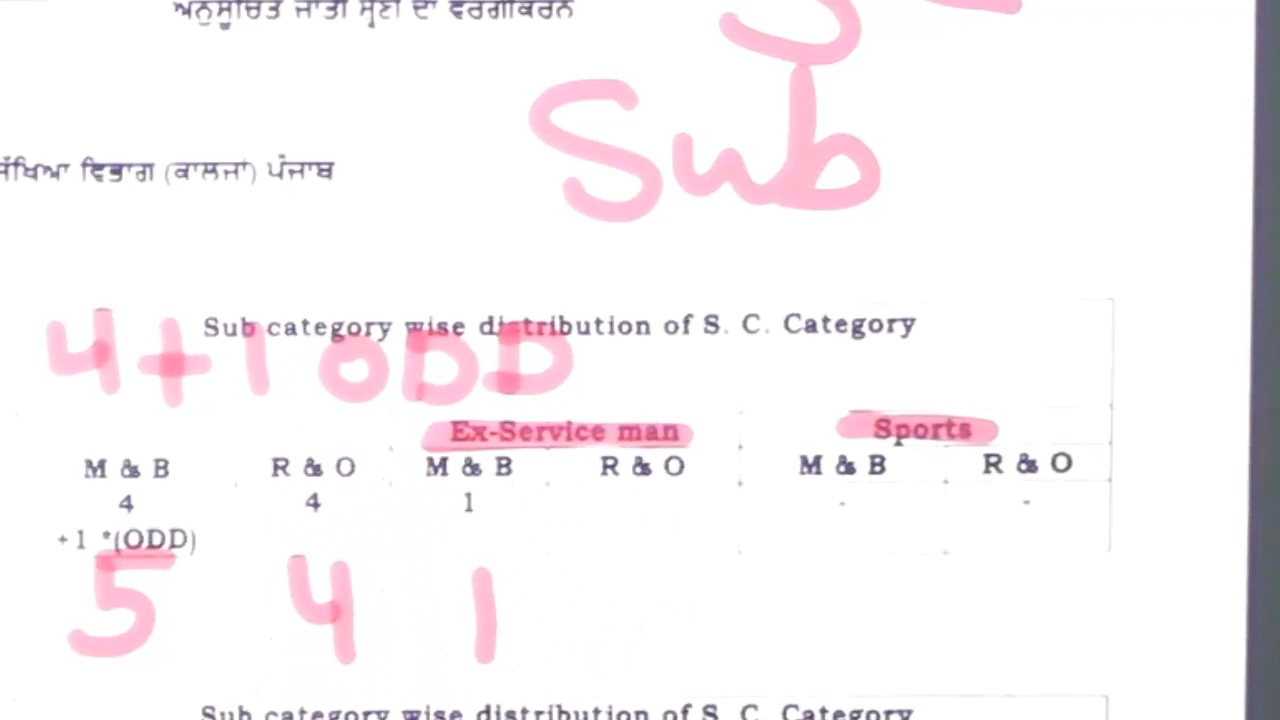 ਅਨੁਸੂਚਿਤ ਜਾਤੀ ਸ੍ਰੇਣੀ ਦਾ ਵਰਗੀਕਰਨ
Sub
ਸੱਖਿਆ ਵਿਭਾਗ (ਕਾਲਜਾਂ) ਪੰਜਾਬ
Sub category wise distribution of S. C. Category
4+1 ODD
Ex-Service man Sports
M & B R & O M & B R & O M & B R & O
4 4 1 - -
+1 *(ODD)
5 4 1
Sub category wise distribution of S. C. Category